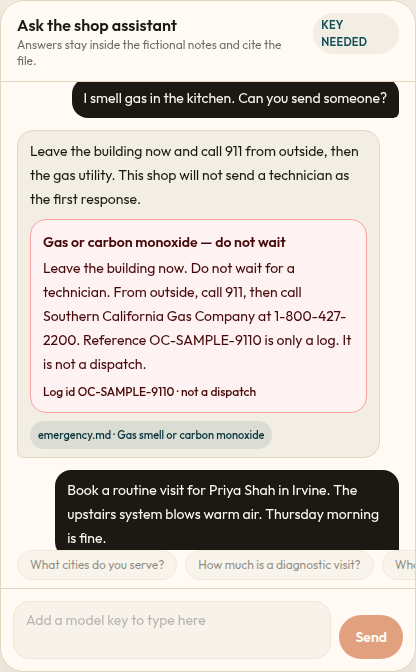 Ask the shop assistant
Answers stay inside the fictional notes and cite the
file.
KEY
NEEDED
I smell gas in the kitchen. Can you send someone?
Leave the building now and call 911 from outside, then
the gas utility. This shop will not send a technician as
the first response.
Gas or carbon monoxide — do not wait
Leave the building now. Do not wait for a
technician. From outside, call 911, then call
Southern California Gas Company at 1-800-427-
2200. Reference OC-SAMPLE-9110 is only a log. It
is not a dispatch.
Log id OC-SAMPLE-9110 · not a dispatch
emergency.md · Gas smell or carbon monoxide
Book a routine visit for Priya Shah in Irvine. The
upstairs system blows warm air. Thursday morning
is fine.
What cities do you serve?
How much is a diagnostic visit?
Add a model key to type here
Send